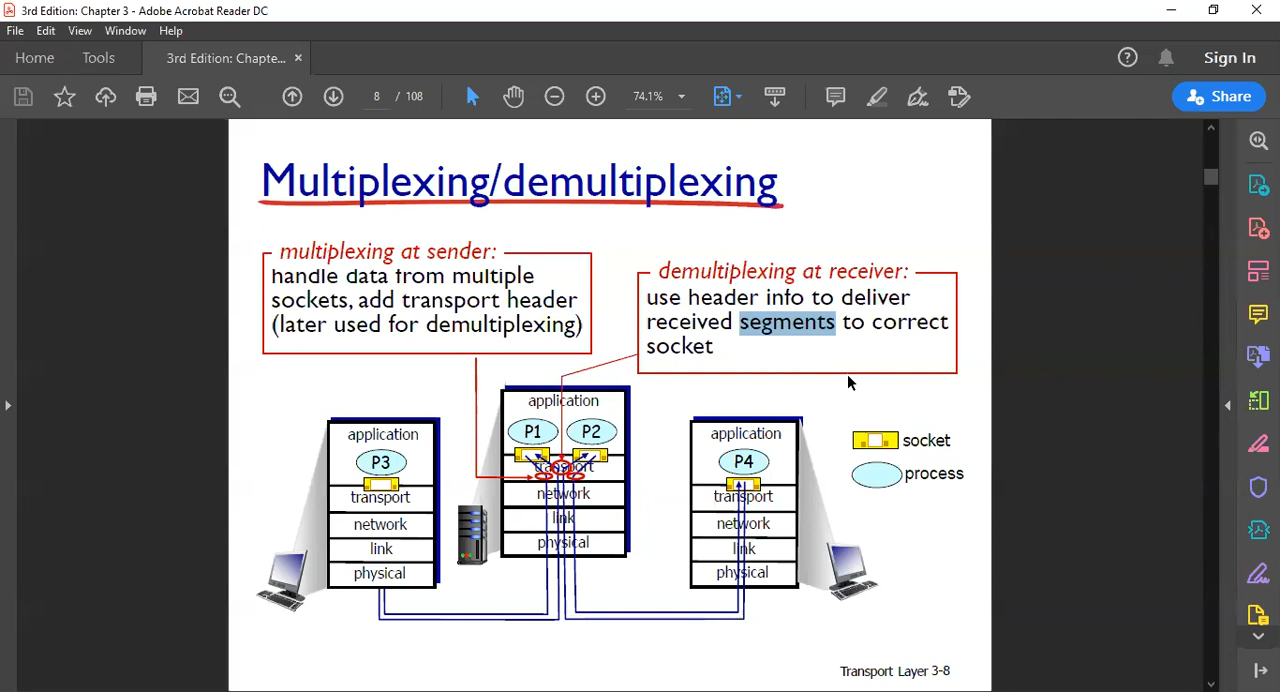 3rd Edition: Chapter 3 - Adobe Acrobat Reader DC
File Edit View Window Help
Home Tools 3rd Edition: Chapte... × Sign In
8 / 108 74.1% Share
Multiplexing/demultiplexing
multiplexing at sender:
handle data from multiple
sockets, add transport header
(later used for demultiplexing)
demultiplexing at receiver:
use header info to deliver
received segments to correct
socket
application
P3
transport
network
link
physical
application
P1 P2
transport
network
link
physical
application
P4
transport
network
link
physical
socket
process
Transport Layer 3-8